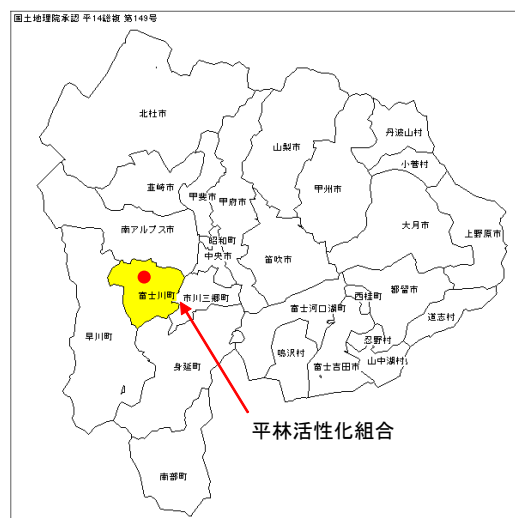 国土地理院承認 平14総複 第149号
北杜市
丹波山村
山梨市
小菅村
韮崎市
甲斐市
甲府市
甲州市
南アルプス市
昭和町
中央市
大月市
上野原市
笛吹市
富士川町
市川三郷町
富士河口湖町
西桂町
都留市
道志村
早川町
鳴沢村
忍野村
山中湖村
身延町
富士吉田市
平林活性化組合
南部町